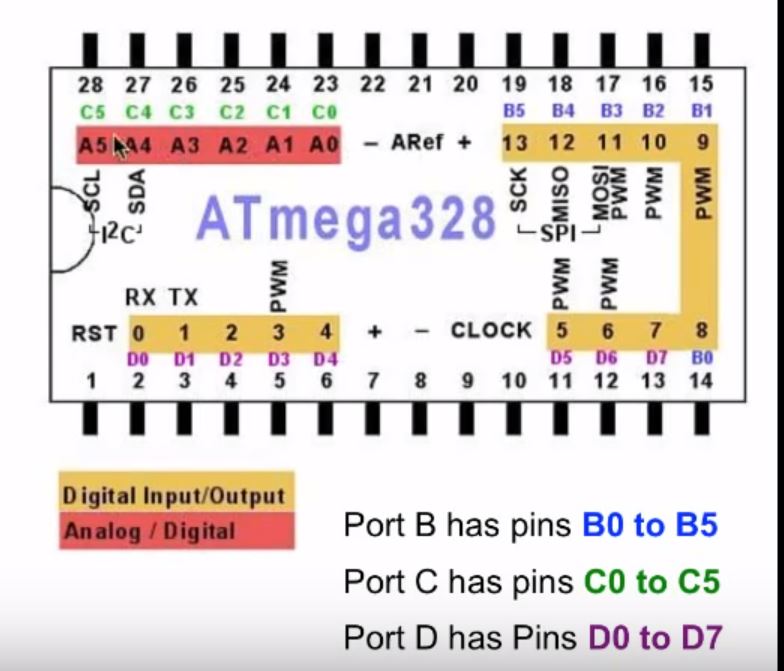 28 27 26 25 24 23 22 21 20 19 18 17 16 15
C5 C4 C3 C2 C1 C0 B5 B4 B3 B2 B1
A5 A4 A3 A2 A1 A0 - ARef + 13 12 11 10 9
SCL SDA SCK MISO MOSI PWM PWM PWM
I²C SPI
ATmega328
RX TX PWM PWM PWM
RST 0 1 2 3 4 + - CLOCK 5 6 7 8
D0 D1 D2 D3 D4 D5 D6 D7 B0
1 2 3 4 5 6 7 8 9 10 11 12 13 14
Digital Input/Output
Analog / Digital
Port B has pins B0 to B5
Port C has pins C0 to C5
Port D has Pins D0 to D7